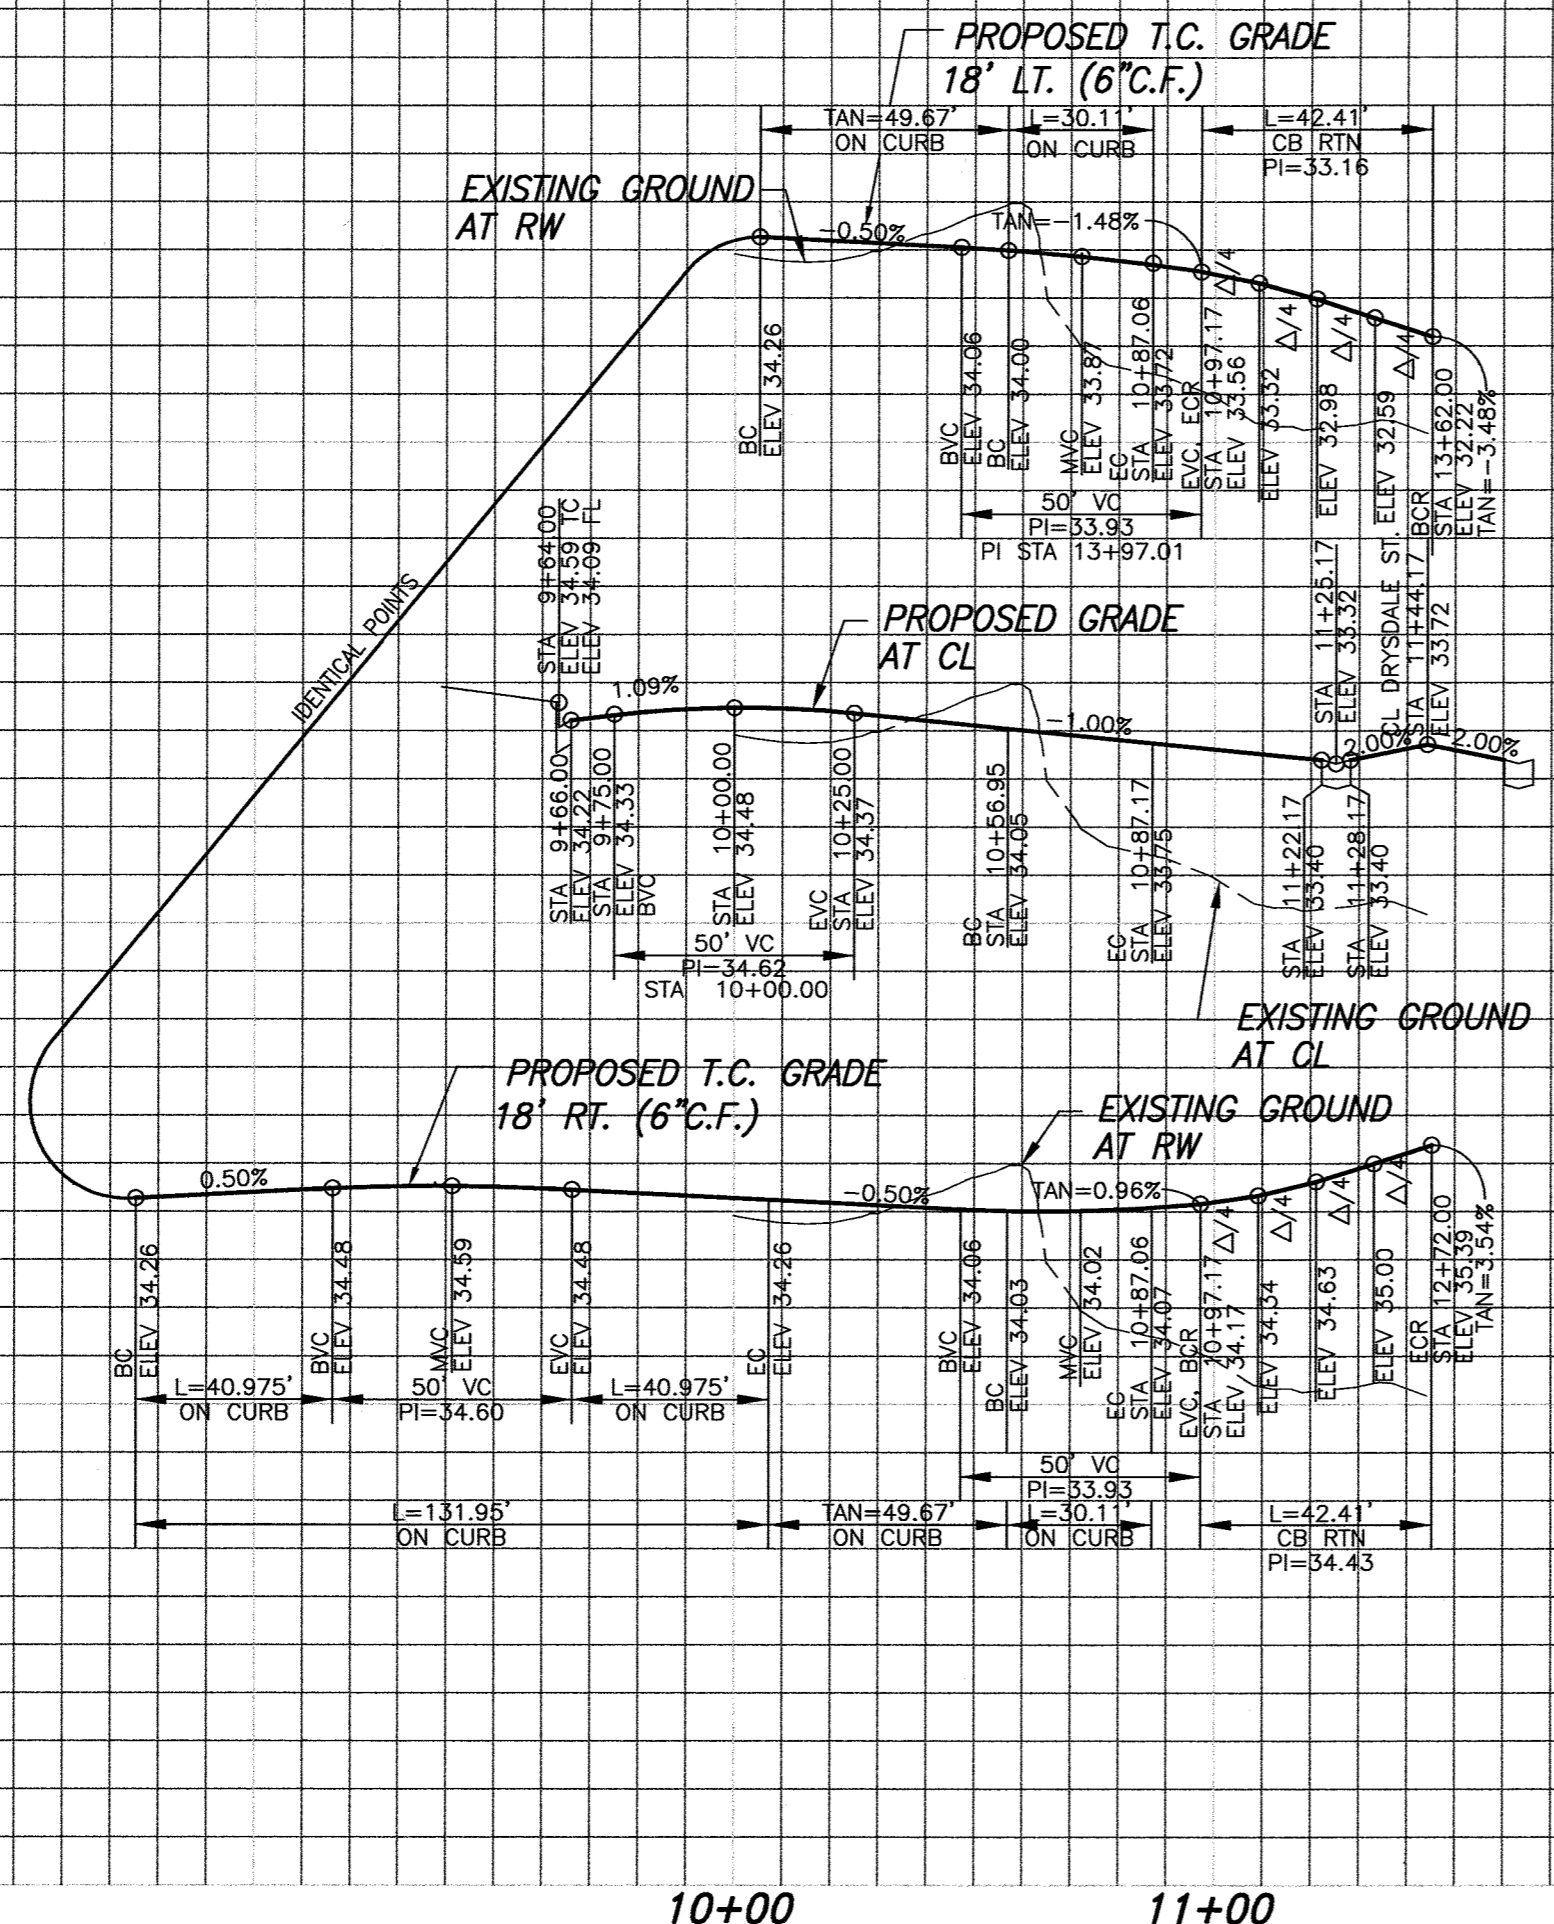 PROPOSED T.C. GRADE
18' LT. (6"C.F.)
TAN=49.67'
ON CURB
L=30.11'
ON CURB
L=42.41'
CB RTN
PI=33.16
EXISTING GROUND
AT RW
-0.50%
TAN=-1.48%
△/4
△/4
△/4
△/4
BC
ELEV 34.26
BVC
ELEV 34.06
BC
ELEV 34.00
MVC
ELEV 33.87
EC
STA 10+87.06
ELEV 33.72
EVC, ECR
STA 10+97.17
ELEV 33.56
ELEV 33.32
ELEV 32.98
ELEV 32.59
BCR
STA 13+62.00
ELEV 32.22
TAN=-3.48%
50' VC
PI=33.93
PI STA 13+97.01
IDENTICAL POINTS
STA 9+64.00
ELEV 34.59 TC
ELEV 34.09 FL
PROPOSED GRADE
AT CL
1.09%
-1.00%
STA 11+25.17
ELEV 33.32
CL DRYSDALE ST.
STA 11+44.17
ELEV 33.72
2.00%
-2.00%
STA 9+66.00
ELEV 34.22
STA 9+75.00
ELEV 34.33
BVC
STA 10+00.00
ELEV 34.48
EVC
STA 10+25.00
ELEV 34.37
BC
STA 10+56.95
ELEV 34.05
EC
STA 10+87.17
ELEV 33.75
STA 11+22.17
ELEV 33.40
STA 11+28.17
ELEV 33.40
50' VC
PI=34.62
STA 10+00.00
EXISTING GROUND
AT CL
PROPOSED T.C. GRADE
18' RT. (6"C.F.)
EXISTING GROUND
AT RW
0.50%
-0.50%
TAN=0.96%
△/4
△/4
△/4
△/4
BC
ELEV 34.26
BVC
ELEV 34.48
MVC
ELEV 34.59
EVC
ELEV 34.48
EC
ELEV 34.26
BVC
ELEV 34.06
BC
ELEV 34.03
MVC
ELEV 34.02
EC
STA 10+87.06
ELEV 34.07
EVC, BCR
STA 10+97.17
ELEV 34.17
ELEV 34.34
ELEV 34.63
ELEV 35.00
ECR
STA 12+72.00
ELEV 35.39
TAN=3.54%
L=40.975'
ON CURB
50' VC
PI=34.60
L=40.975'
ON CURB
50' VC
PI=33.93
L=131.95'
ON CURB
TAN=49.67'
ON CURB
L=30.11'
ON CURB
L=42.41'
CB RTN
PI=34.43
10+00
11+00